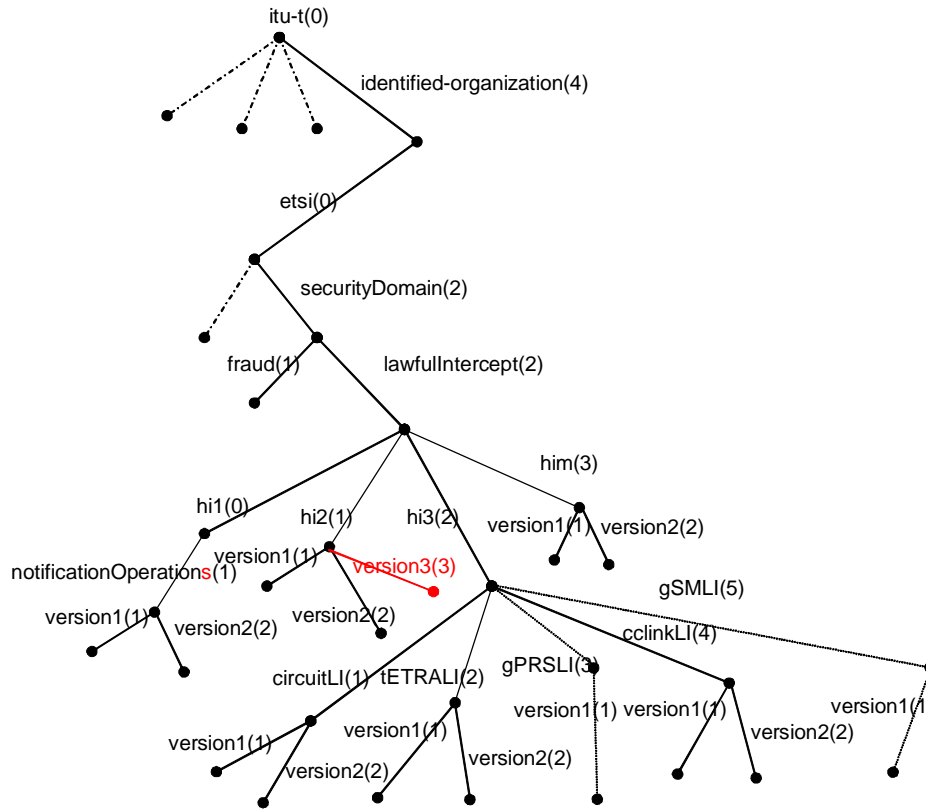 itu-t(0)
identified-organization(4)
etsi(0)
securityDomain(2)
fraud(1)
lawfulIntercept(2)
him(3)
hi1(0)
hi2(1)
hi3(2)
version1(1)
version2(2)
version1(1)
version3(3)
notificationOperations(1)
gSMLI(5)
version1(1)
version2(2)
version2(2)
cclinkLI(4)
circuitLI(1)
tETRALI(2)
gPRSLI(3)
version1(1)
version1(1)
version1(1)
version1(1)
version1(1)
version2(2)
version2(2)
version2(2)